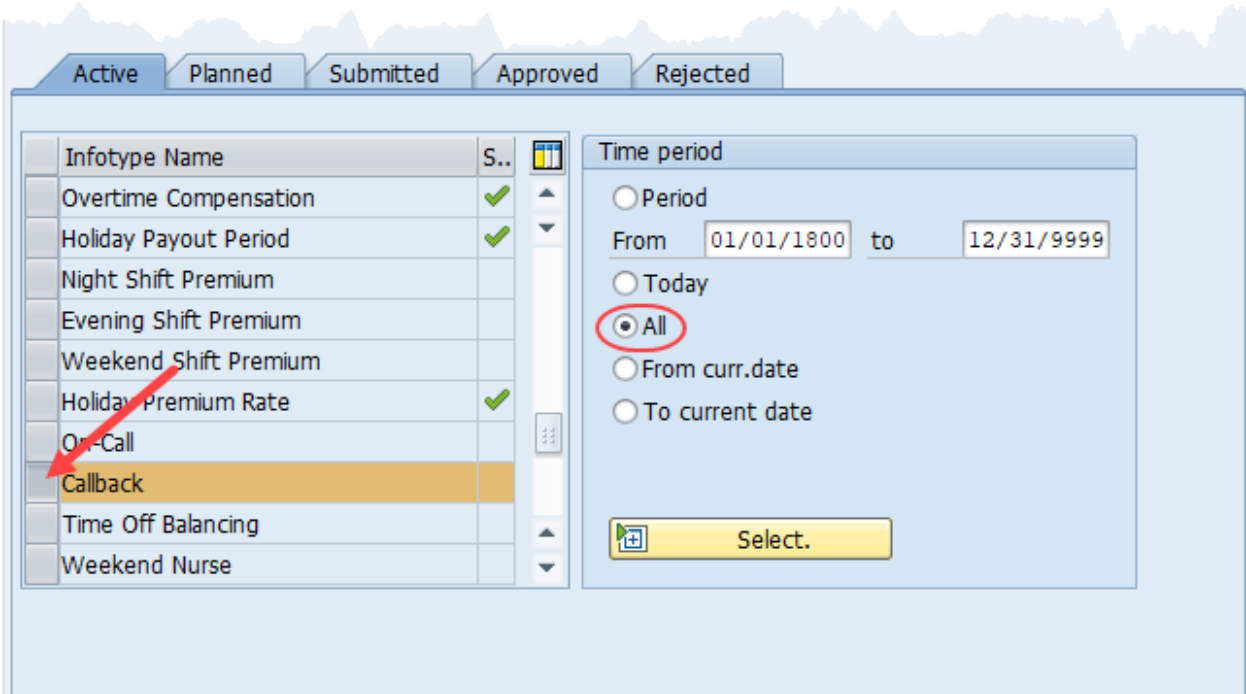 Active Planned Submitted Approved Rejected
Infotype Name S..
Overtime Compensation
Holiday Payout Period
Night Shift Premium
Evening Shift Premium
Weekend Shift Premium
Holiday Premium Rate
On-Call
Callback
Time Off Balancing
Weekend Nurse
Time period
Period
From 01/01/1800 to 12/31/9999
Today
All
From curr.date
To current date
Select.